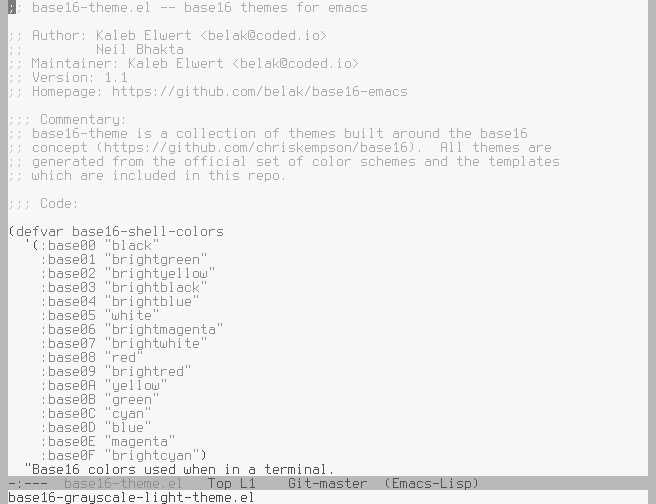 ;; base16-theme.el -- base16 themes for emacs
;; Author: Kaleb Elwert <belak@coded.io>
;;         Neil Bhakta
;; Maintainer: Kaleb Elwert <belak@coded.io>
;; Version: 1.1
;; Homepage: https://github.com/belak/base16-emacs
;;; Commentary:
;; base16-theme is a collection of themes built around the base16
;; concept (https://github.com/chriskempson/base16).  All themes are
;; generated from the official set of color schemes and the templates
;; which are included in this repo.
;;; Code:
(defvar base16-shell-colors
  '(:base00 "black"
    :base01 "brightgreen"
    :base02 "brightyellow"
    :base03 "brightblack"
    :base04 "brightblue"
    :base05 "white"
    :base06 "brightmagenta"
    :base07 "brightwhite"
    :base08 "red"
    :base09 "brightred"
    :base0A "yellow"
    :base0B "green"
    :base0C "cyan"
    :base0D "blue"
    :base0E "magenta"
    :base0F "brightcyan")
  "Base16 colors used when in a terminal.
-:---  base16-theme.el   Top L1    Git-master  (Emacs-Lisp)
base16-grayscale-light-theme.el